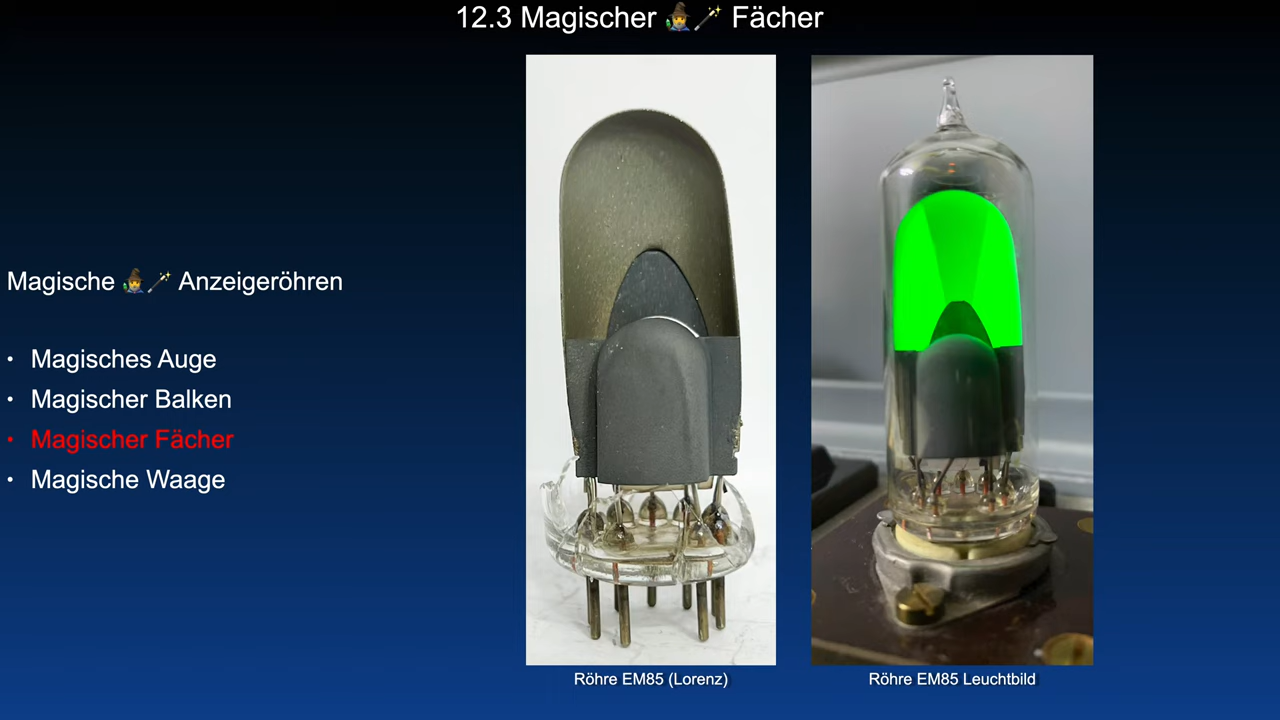 12.3 Magischer 🧙🪄 Fächer
Magische 🧙🪄 Anzeigeröhren
• Magisches Auge
• Magischer Balken
• Magischer Fächer
• Magische Waage
Röhre EM85 (Lorenz)
Röhre EM85 Leuchtbild